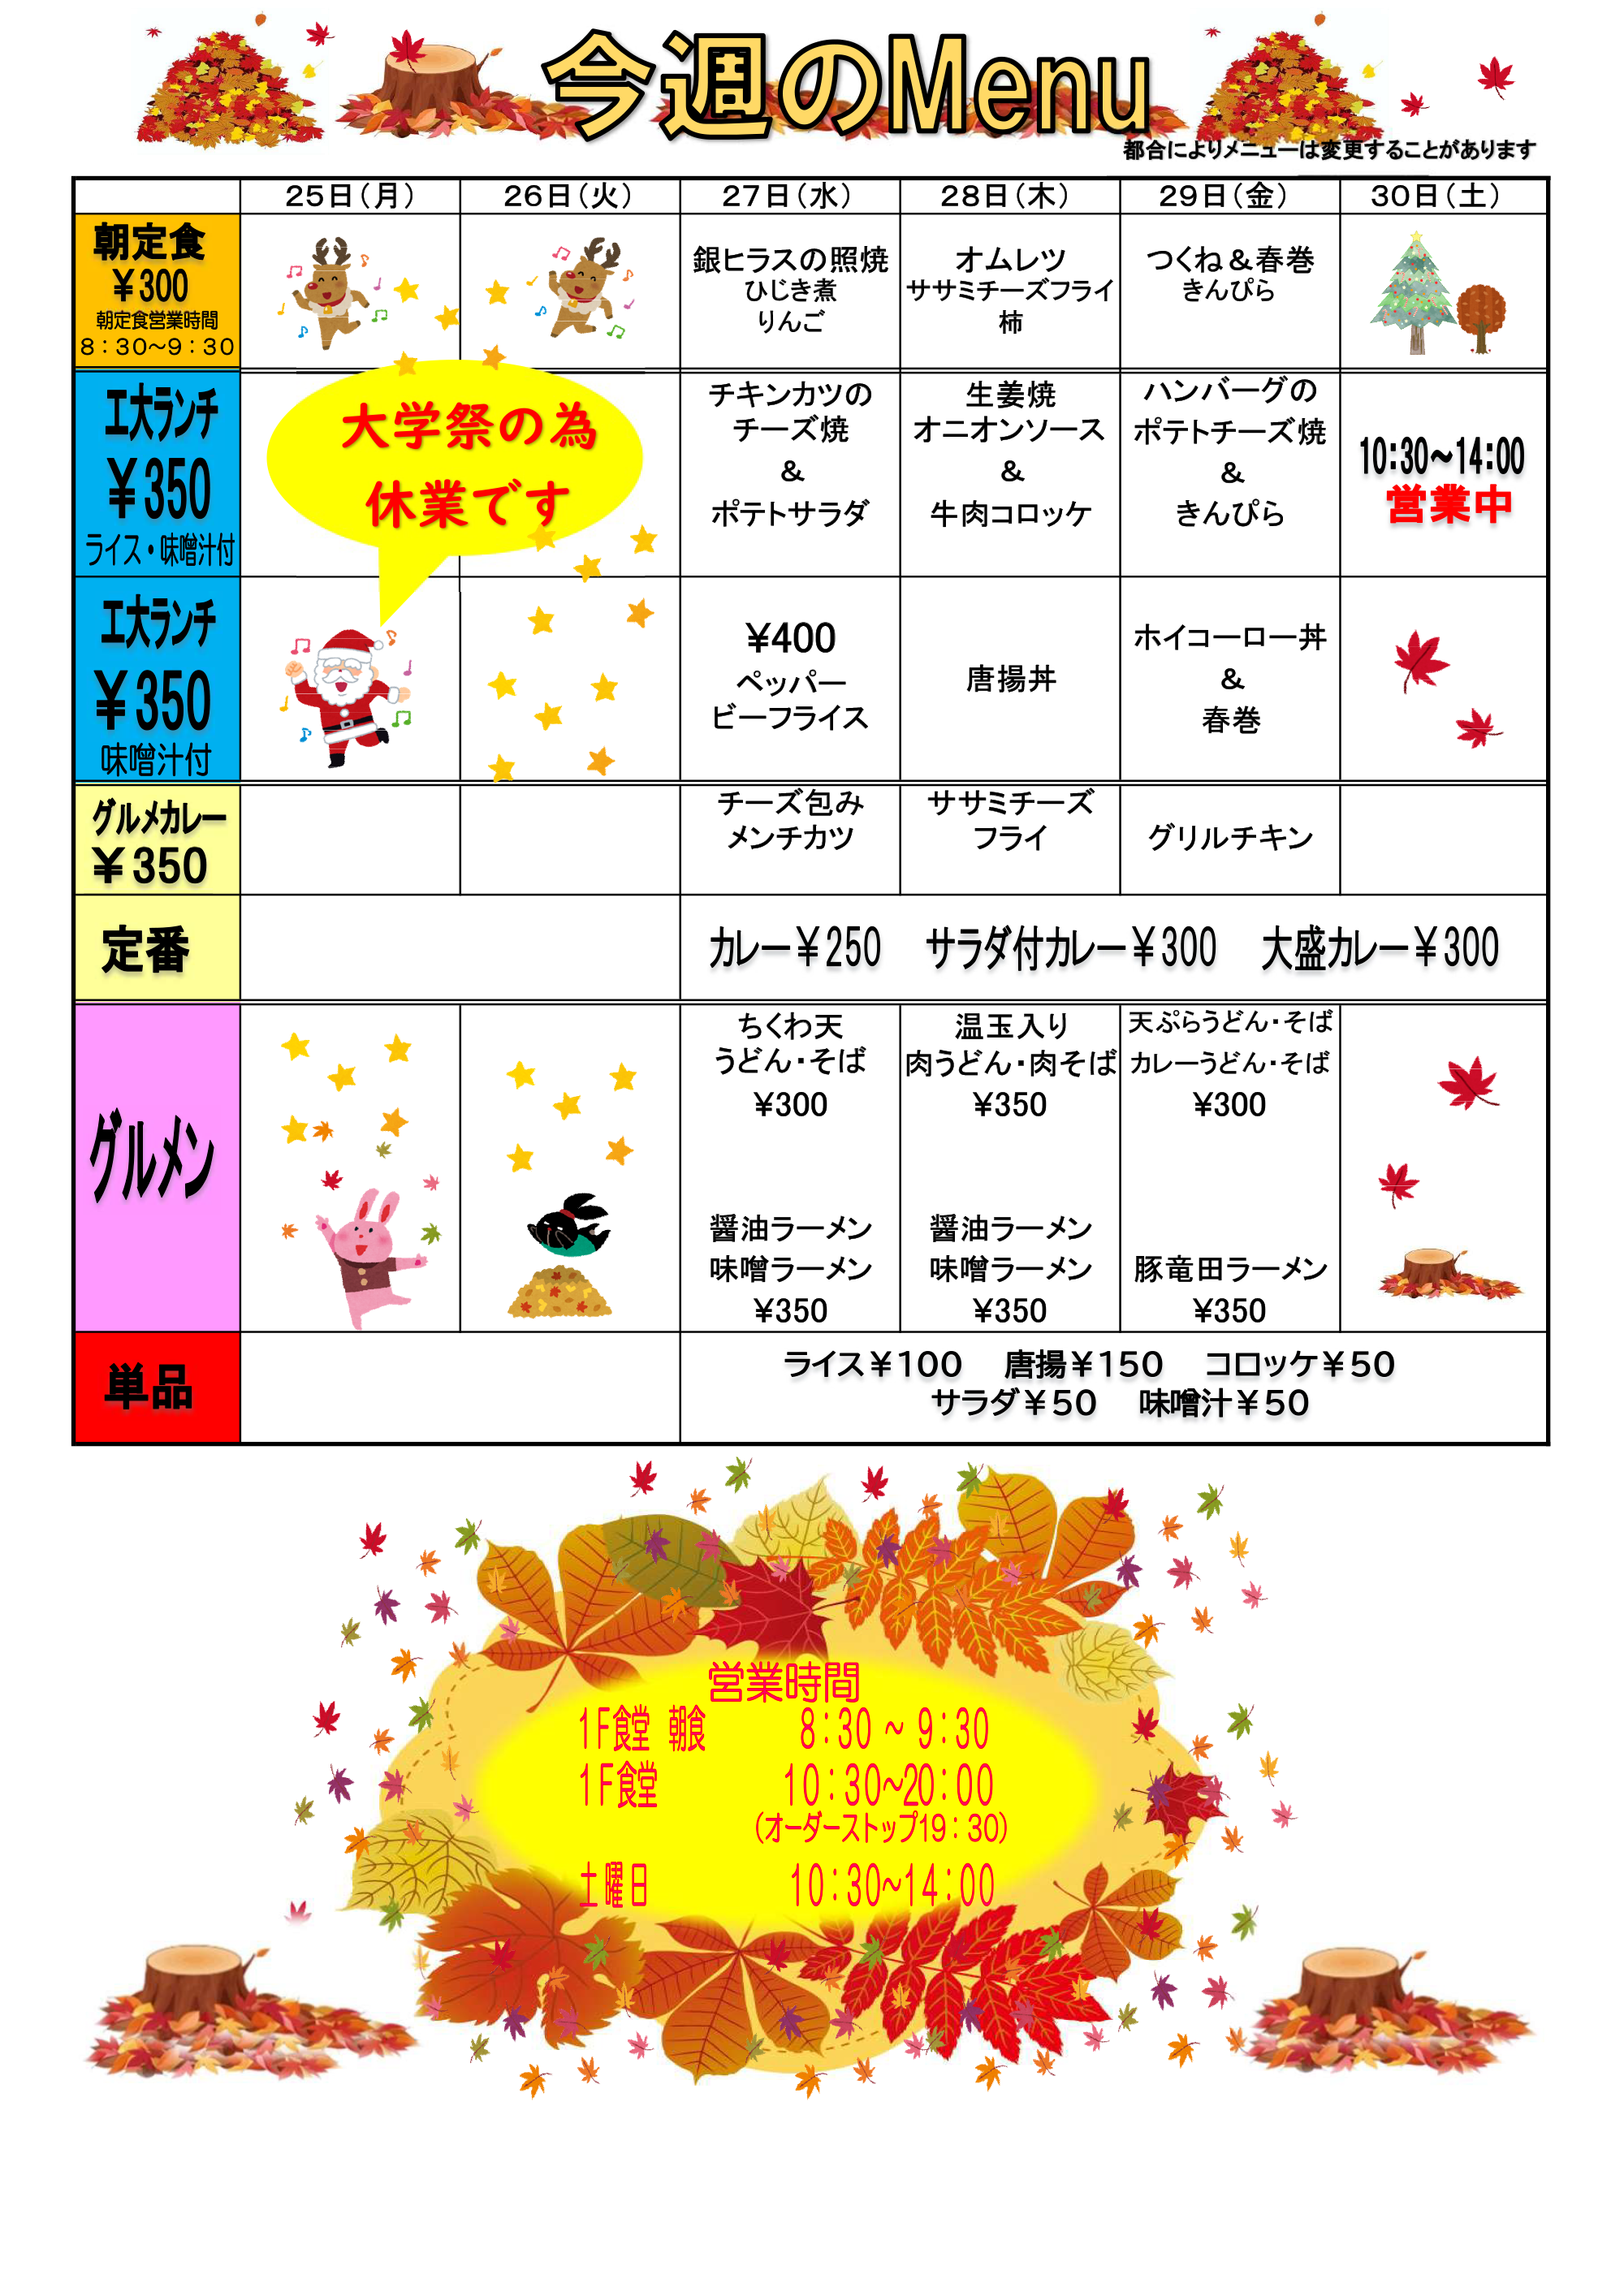 今週のMenu
都合によりメニューは変更することがあります
25日(月) 26日(火) 27日(水) 28日(木) 29日(金) 30日(土)
朝定食
￥300
朝定食営業時間
8：30～9：30
銀ヒラスの照焼
ひじき煮
りんご
オムレツ
ササミチーズフライ
柿
つくね＆春巻
きんぴら
工大ランチ
￥350
ライス・味噌汁付
大学祭の為
休業です
チキンカツの
チーズ焼
＆
ポテトサラダ
生姜焼
オニオンソース
＆
牛肉コロッケ
ハンバーグの
ポテトチーズ焼
＆
きんぴら
10:30～14:00
営業中
工大ランチ
￥350
味噌汁付
¥400
ペッパー
ビーフライス
唐揚丼
ホイコーロー丼
＆
春巻
グルメカレー
￥350
チーズ包み
メンチカツ
ササミチーズ
フライ
グリルチキン
定番
カレー￥250 サラダ付カレー￥300 大盛カレー￥300
グルメン
ちくわ天
うどん・そば
¥300
醤油ラーメン
味噌ラーメン
¥350
温玉入り
肉うどん・肉そば
¥350
醤油ラーメン
味噌ラーメン
¥350
天ぷらうどん・そば
カレーうどん・そば
¥300
豚竜田ラーメン
¥350
単品
ライス￥100 唐揚￥150 コロッケ￥50
サラダ￥50 味噌汁￥50
営業時間
1F食堂 朝食 8：30 ～ 9：30
1F食堂 10：30～20：00
(オーダーストップ19：30)
土曜日 10：30～14：00